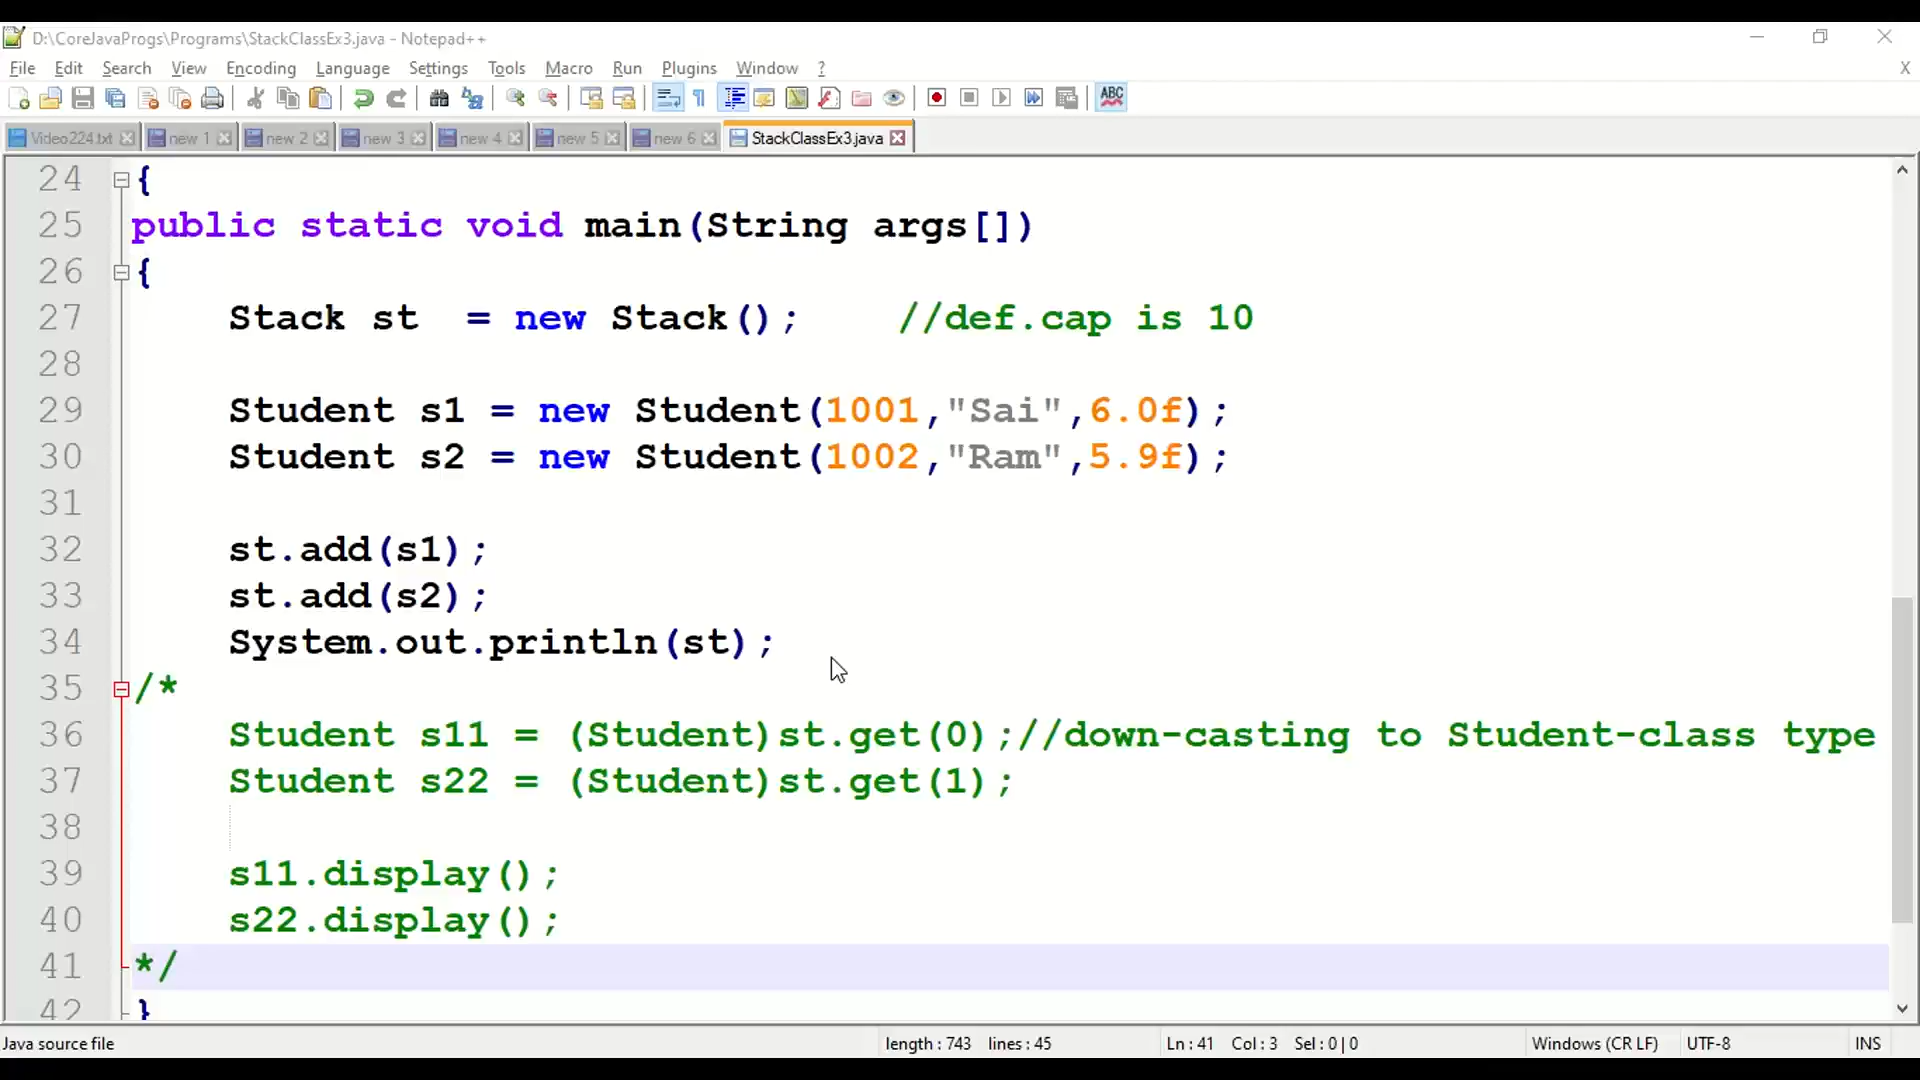 D:\CoreJavaProgs\Programs\StackClassEx3.java - Notepad++
File Edit Search View Encoding Language Settings Tools Macro Run Plugins Window ? X
ABC
Video224.txt new 1 new 2 new 3 new 4 new 5 new 6 StackClassEx3.java
24 {
25 public static void main(String args[])
26 {
27 Stack st = new Stack(); //def.cap is 10
28
29 Student s1 = new Student(1001,"Sai",6.0f);
30 Student s2 = new Student(1002,"Ram",5.9f);
31
32 st.add(s1);
33 st.add(s2);
34 System.out.println(st);
35 /*
36 Student s11 = (Student)st.get(0);//down-casting to Student-class type
37 Student s22 = (Student)st.get(1);
38
39 s11.display();
40 s22.display();
41 */
42 }
Java source file length : 743 lines : 45 Ln : 41 Col : 3 Sel : 0 | 0 Windows (CR LF) UTF-8 INS